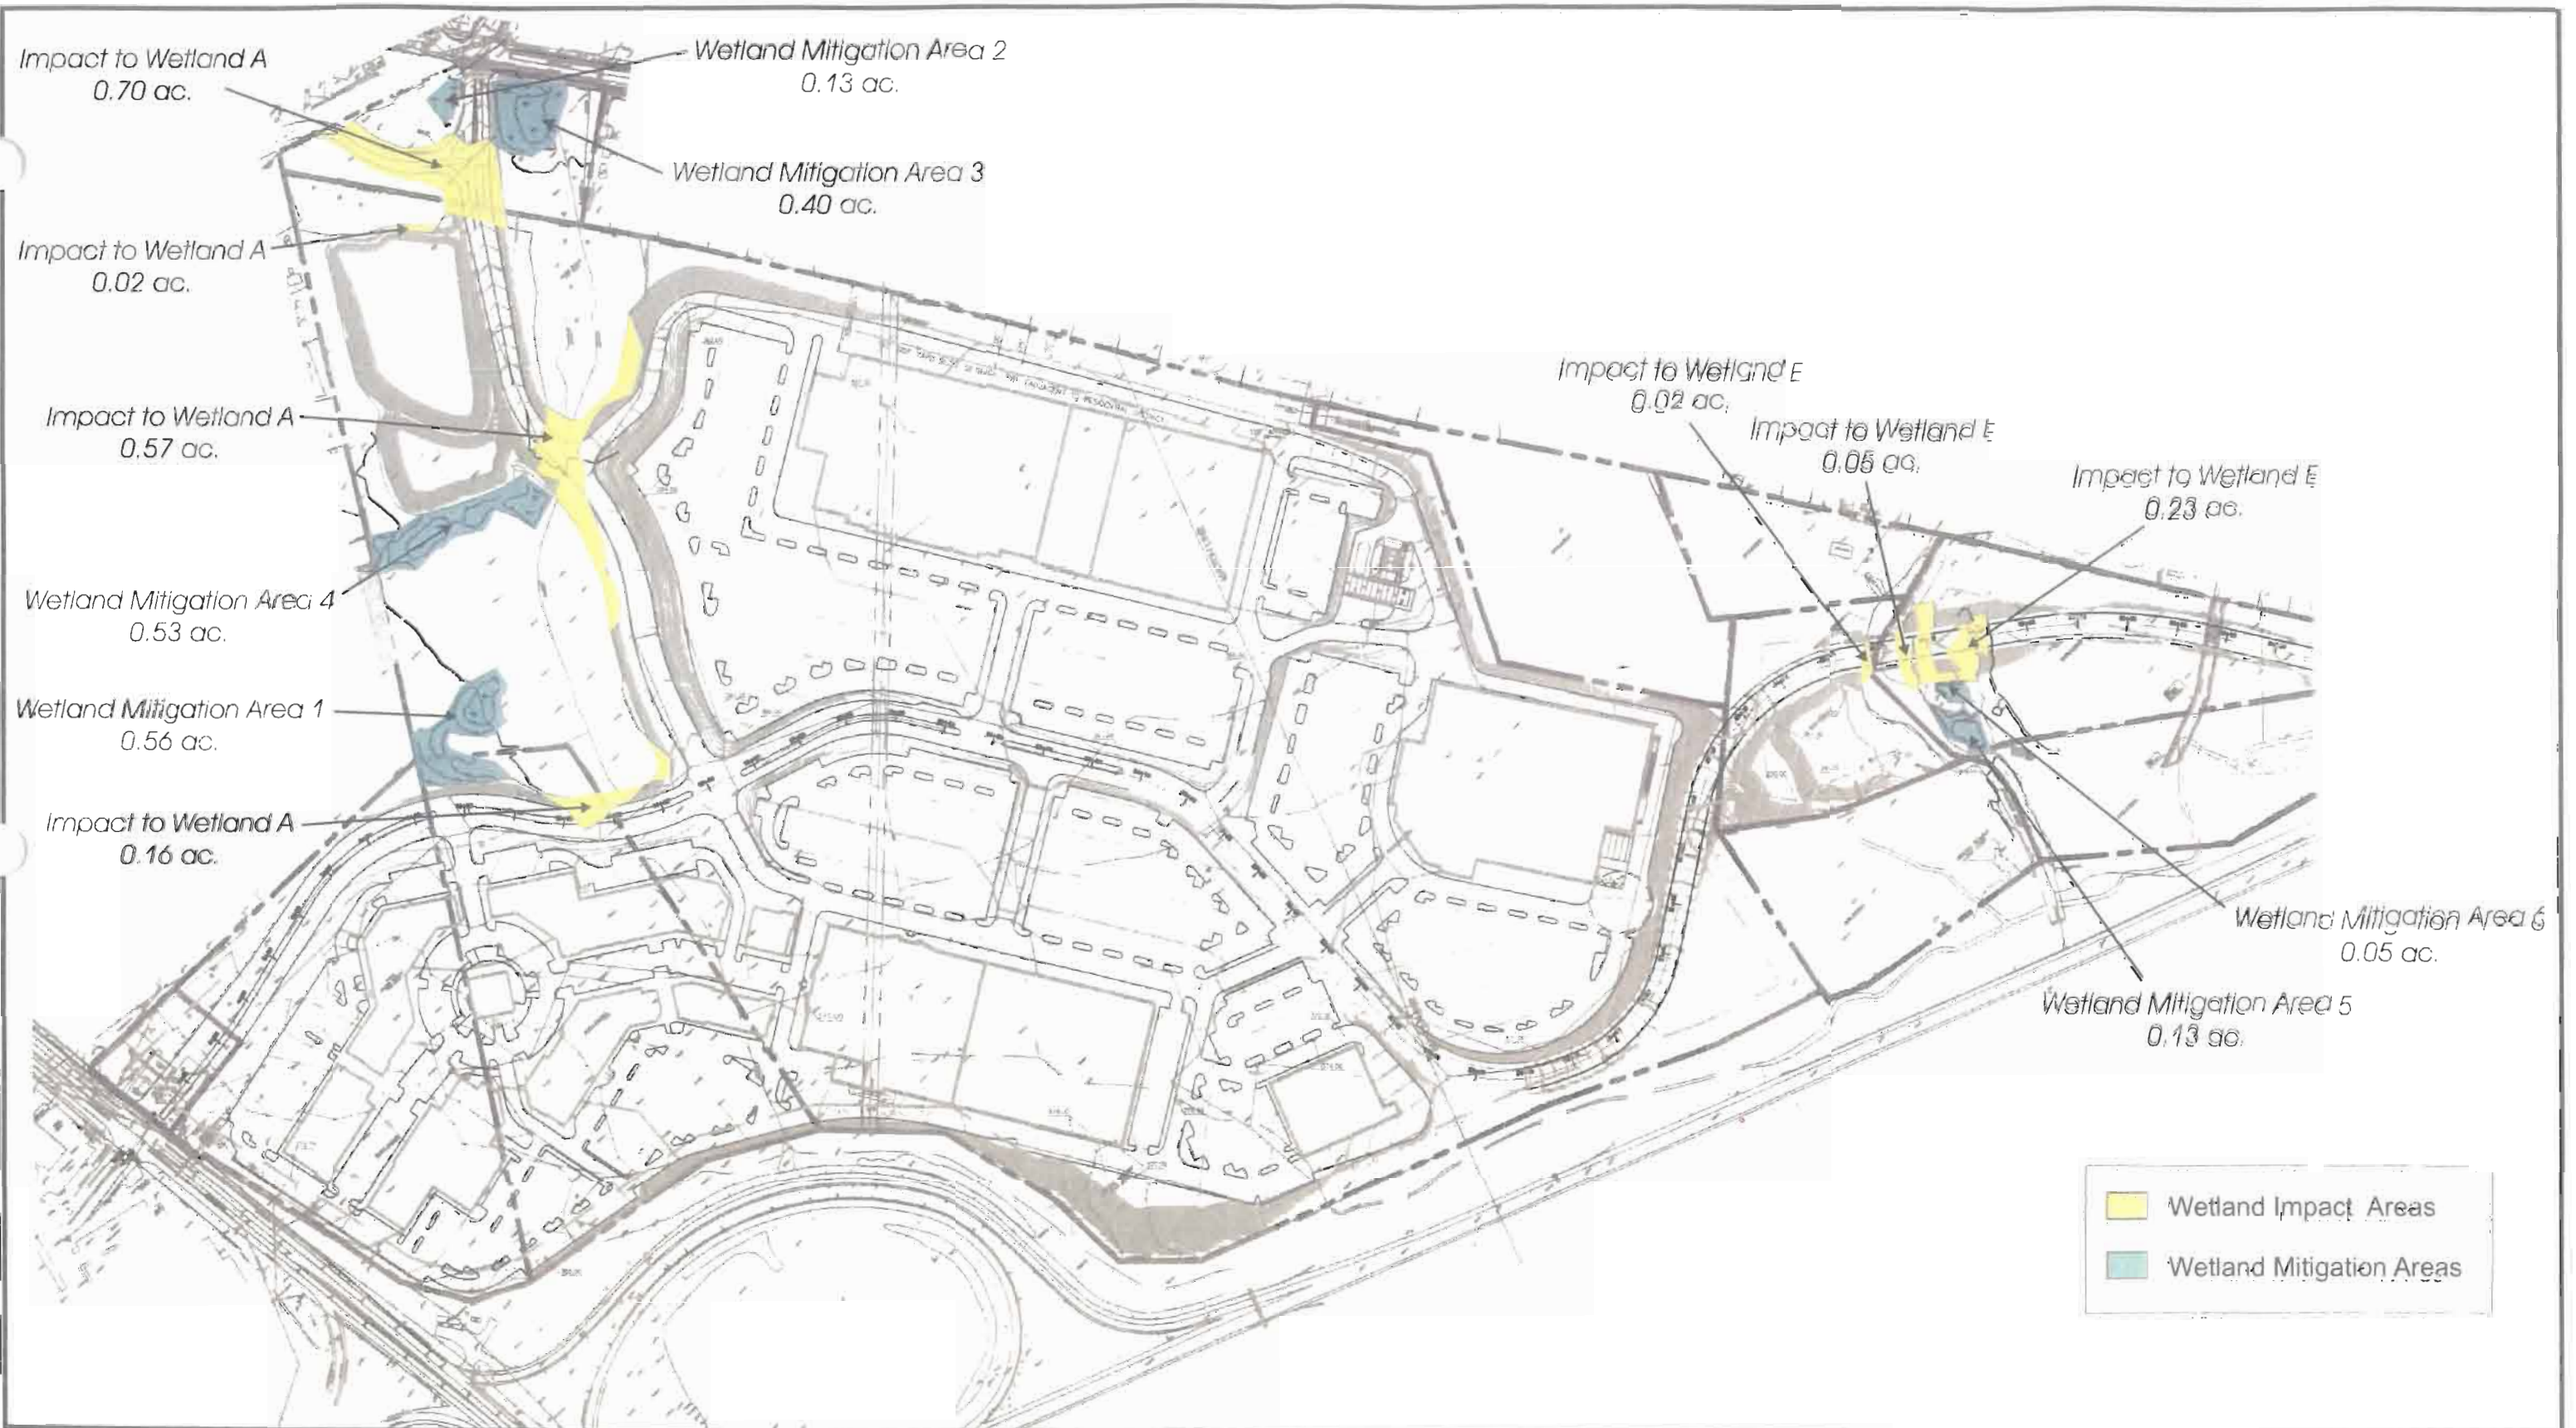 Impact to Wetland A
0.70 ac.
Wetland Mitigation Area 2
0.13 ac.
Wetland Mitigation Area 3
0.40 ac.
Impact to Wetland A
0.02 ac.
Impact to Wetland A
0.57 ac.
Impact to Wetland E
0.02 ac.
Impact to Wetland E
0.05 ac.
Impact to Wetland E
0.23 ac.
Wetland Mitigation Area 4
0.53 ac.
Wetland Mitigation Area 1
0.56 ac.
Impact to Wetland A
0.16 ac.
Wetland Mitigation Area 6
0.05 ac.
Wetland Mitigation Area 5
0.13 ac.
Wetland Impact Areas
Wetland Mitigation Areas